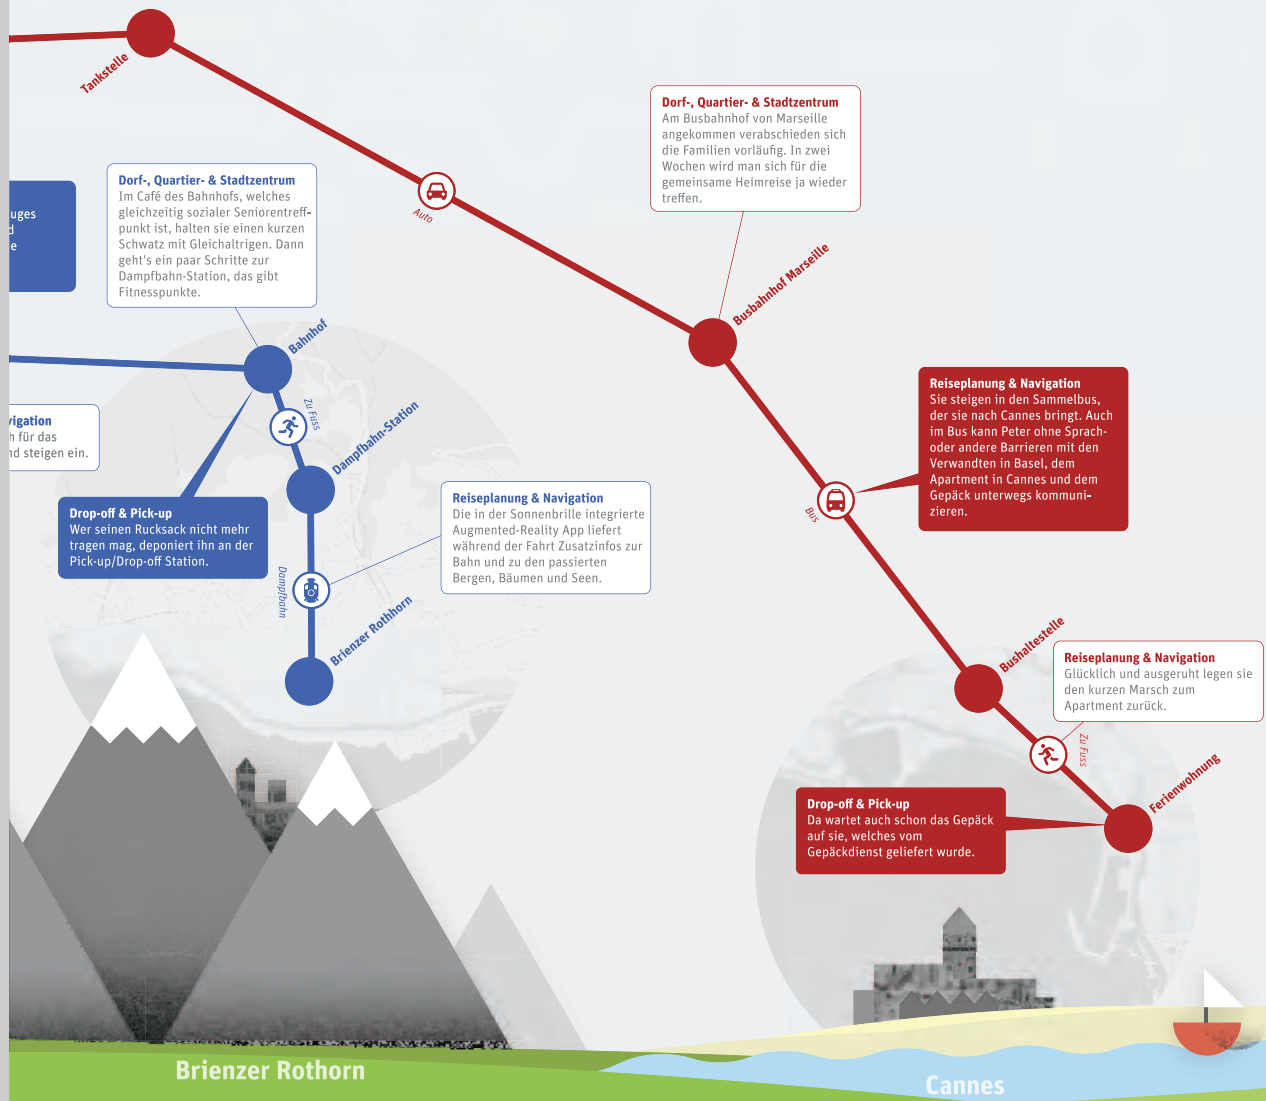 Tankstelle
Auto
Dorf-, Quartier- & Stadtzentrum
Am Busbahnhof von Marseille
angekommen verabschieden sich
die Familien vorläufig. In zwei
Wochen wird man sich für die
gemeinsame Heimreise ja wieder
treffen.
Busbahnhof Marseille
uges
d
e
Dorf-, Quartier- & Stadtzentrum
Im Café des Bahnhofs, welches
gleichzeitig sozialer Seniorentreff-
punkt ist, halten sie einen kurzen
Schwatz mit Gleichaltrigen. Dann
geht's ein paar Schritte zur
Dampfbahn-Station, das gibt
Fitnesspunkte.
Bahnhof
Zu Fuss
vigation
h für das
nd steigen ein.
Dampfbahn-Station
Drop-off & Pick-up
Wer seinen Rucksack nicht mehr
tragen mag, deponiert ihn an der
Pick-up/Drop-off Station.
Reiseplanung & Navigation
Die in der Sonnenbrille integrierte
Augmented-Reality App liefert
während der Fahrt Zusatzinfos zur
Bahn und zu den passierten
Bergen, Bäumen und Seen.
Dampfbahn
Brienzer Rothhorn
Reiseplanung & Navigation
Sie steigen in den Sammelbus,
der sie nach Cannes bringt. Auch
im Bus kann Peter ohne Sprach-
oder andere Barrieren mit den
Verwandten in Basel, dem
Apartment in Cannes und dem
Gepäck unterwegs kommuni-
zieren.
Bus
Bushaltestelle
Reiseplanung & Navigation
Glücklich und ausgeruht legen sie
den kurzen Marsch zum
Apartment zurück.
Zu Fuss
Ferienwohnung
Drop-off & Pick-up
Da wartet auch schon das Gepäck
auf sie, welches vom
Gepäckdienst geliefert wurde.
Brienzer Rothorn
Cannes